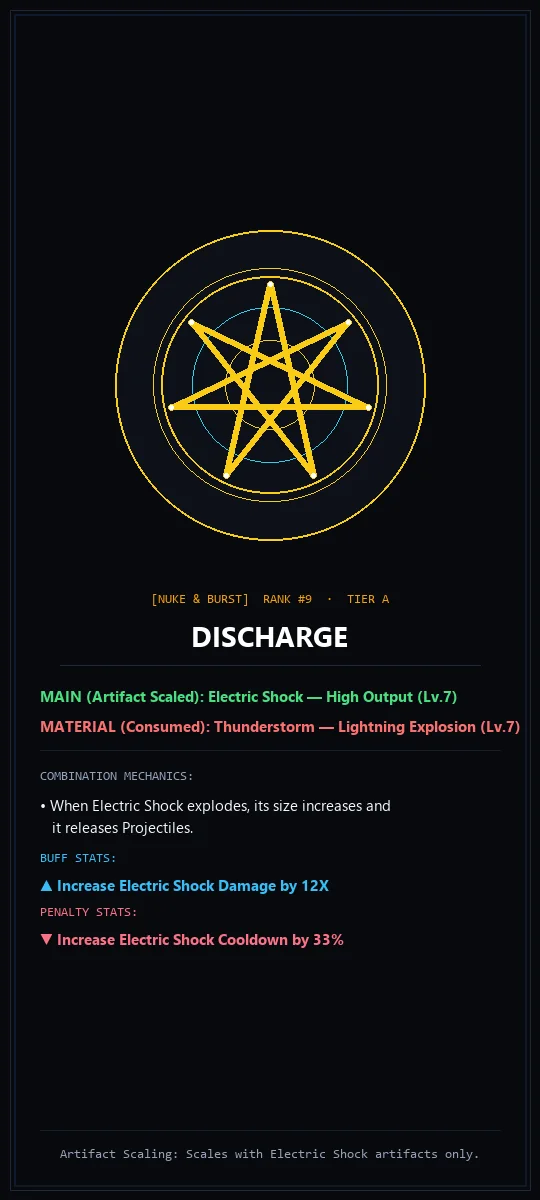 [NUKE & BURST]  RANK #9  ·  TIER A
DISCHARGE
MAIN (Artifact Scaled): Electric Shock — High Output (Lv.7)
MATERIAL (Consumed): Thunderstorm — Lightning Explosion (Lv.7)
COMBINATION MECHANICS:
• When Electric Shock explodes, its size increases and
it releases Projectiles.
BUFF STATS:
▲ Increase Electric Shock Damage by 12X
PENALTY STATS:
▼ Increase Electric Shock Cooldown by 33%
Artifact Scaling: Scales with Electric Shock artifacts only.